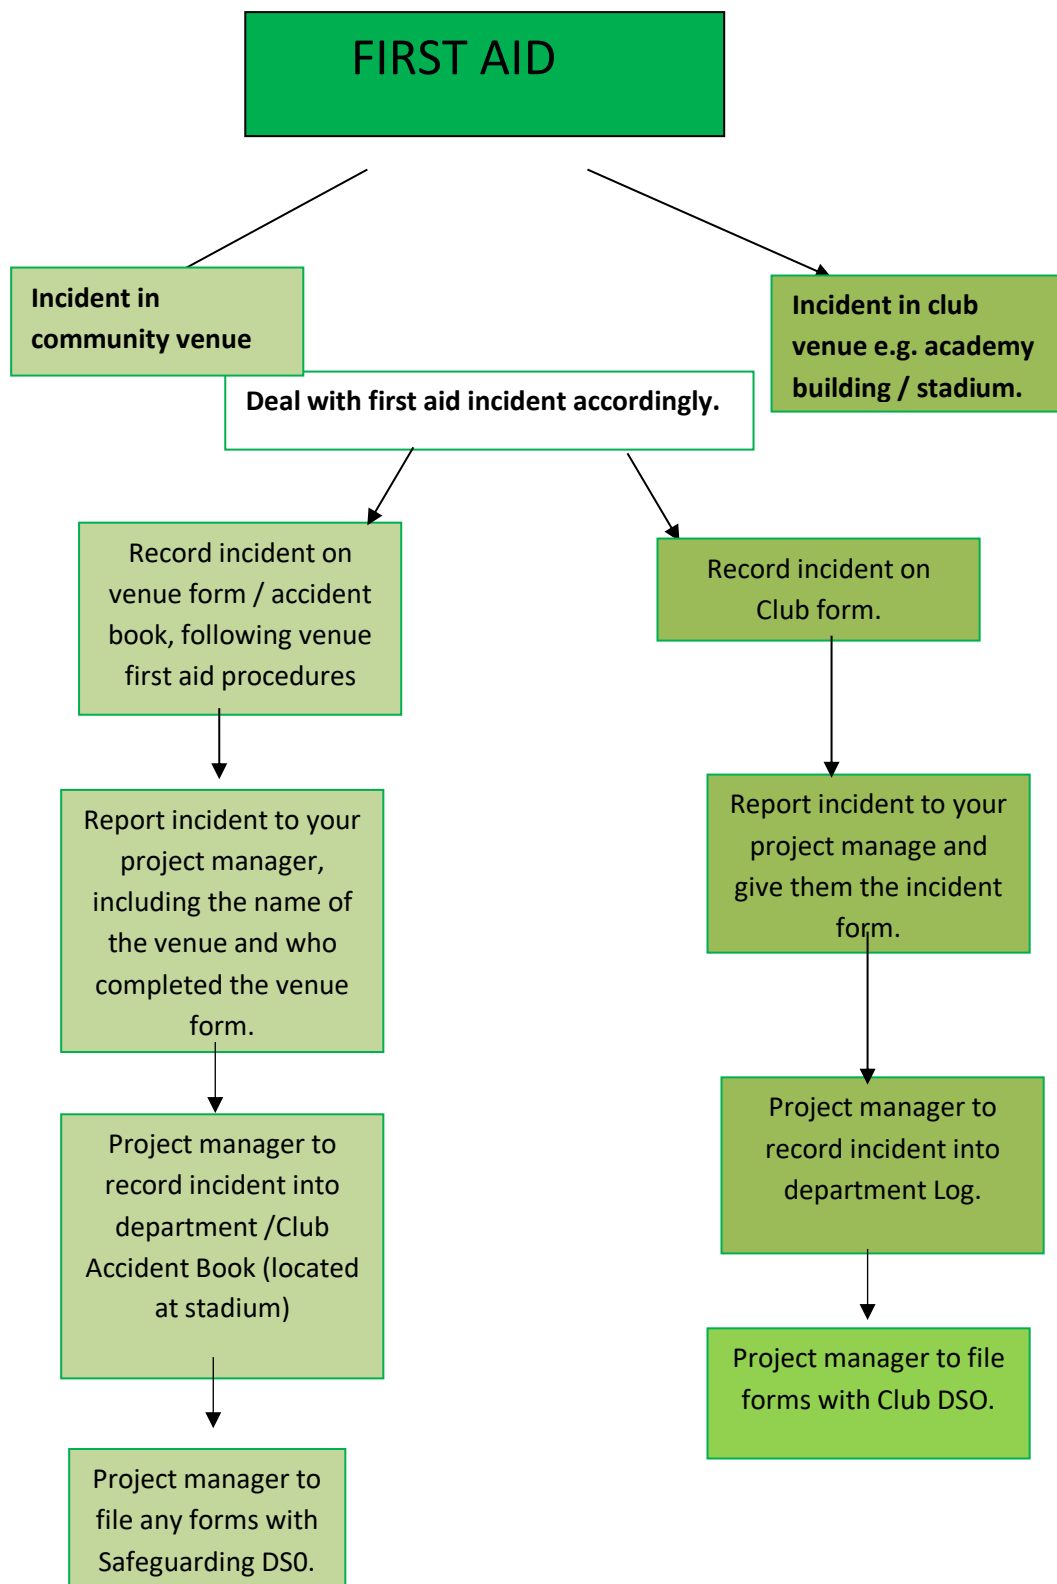 FIRST AID
Incident in
community venue
Incident in club
venue e.g. academy
building / stadium.
Deal with first aid incident accordingly.
Record incident on
venue form / accident
book, following venue
first aid procedures
Record incident on
Club form.
Report incident to your
project manager,
including the name of
the venue and who
completed the venue
form.
Report incident to your
project manage and
give them the incident
form.
Project manager to
record incident into
department /Club
Accident Book (located
at stadium)
Project manager to
record incident into
department Log.
Project manager to file
forms with Club DSO.
Project manager to
file any forms with
Safeguarding DS0.